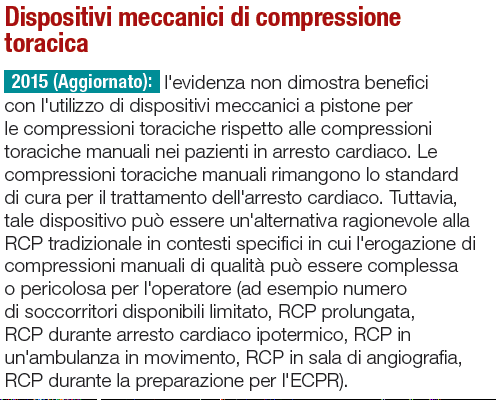 Dispositivi meccanici di compressione
toracica
2015 (Aggiornato): l'evidenza non dimostra benefici
con l'utilizzo di dispositivi meccanici a pistone per
le compressioni toraciche rispetto alle compressioni
toraciche manuali nei pazienti in arresto cardiaco. Le
compressioni toraciche manuali rimangono lo standard
di cura per il trattamento dell'arresto cardiaco. Tuttavia,
tale dispositivo può essere un'alternativa ragionevole alla
RCP tradizionale in contesti specifici in cui l'erogazione di
compressioni manuali di qualità può essere complessa
o pericolosa per l'operatore (ad esempio numero
di soccorritori disponibili limitato, RCP prolungata,
RCP durante arresto cardiaco ipotermico, RCP in
un'ambulanza in movimento, RCP in sala di angiografia,
RCP durante la preparazione per l'ECPR).